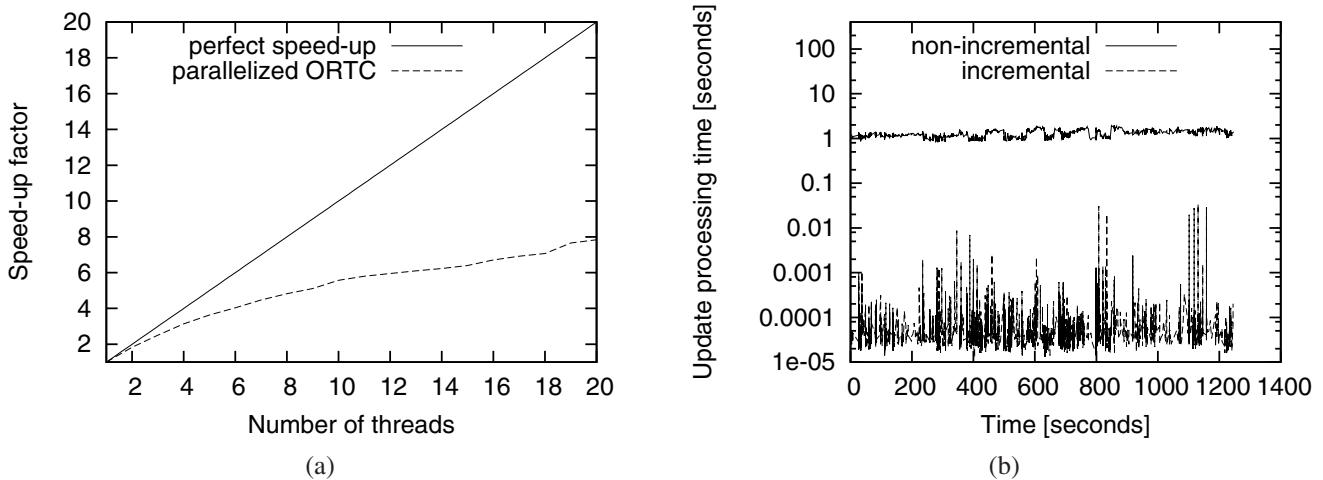 Speed-up factor
20
18
16
14
12
10
8
6
4
2
perfect speed-up
parallelized ORTC
2 4 6 8 10 12 14 16 18 20
Number of threads
(a)
Update processing time [seconds]
100
10
1
0.1
0.01
0.001
0.0001
1e-05
non-incremental
incremental
0 200 400 600 800 1000 1200 1400
Time [seconds]
(b)